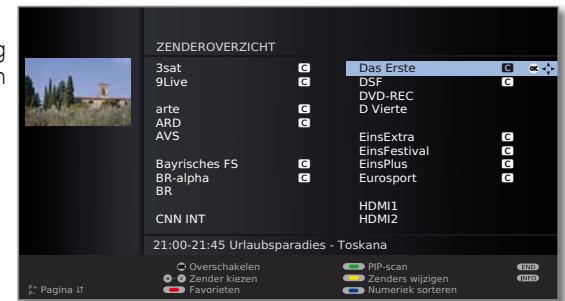 g
n
ZENDEROVERZICHT
3sat C
9Live C
arte C
ARD C
AVS
Bayrisches FS C
BR-alpha C
BR
CNN INT
Das Erste C OK
DSF C
DVD-REC
D Vierte
EinsExtra C
EinsFestival C
EinsPlus C
Eurosport C
HDMI1
HDMI2
21:00-21:45 Urlaubsparadies - Toskana
P+ P- Pagina
OK Overschakelen
Zender kiezen
Favorieten
PIP-scan
Zenders wijzigen
Numeriek sorteren
END
INFO